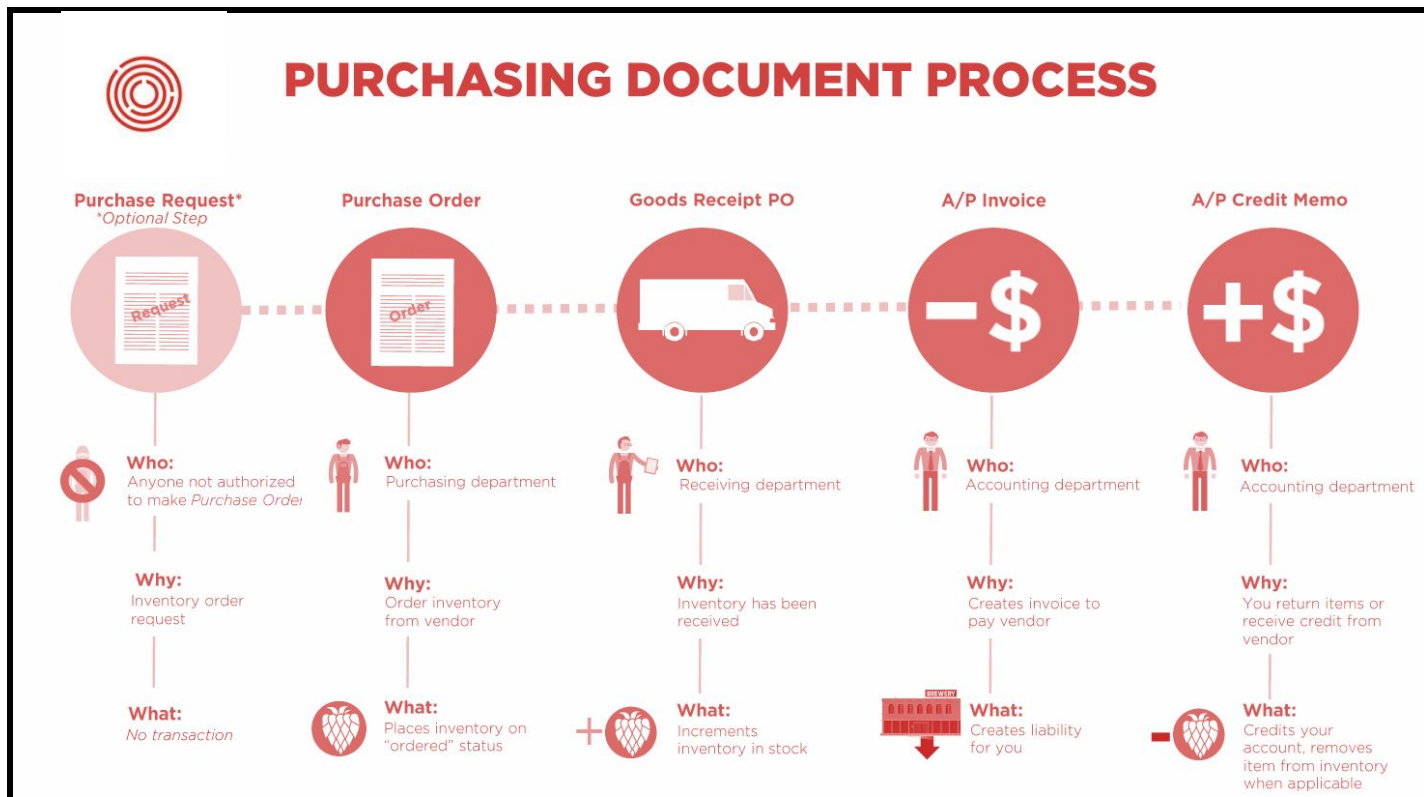 PURCHASING DOCUMENT PROCESS
Purchase Request*
*Optional Step
Request
Who:
Anyone not authorized
to make Purchase Order
Why:
Inventory order
request
What:
No transaction
Purchase Order
Order
Who:
Purchasing department
Why:
Order inventory
from vendor
What:
Places inventory on
“ordered” status
Goods Receipt PO
Who:
Receiving department
Why:
Inventory has been
received
What:
Increments
inventory in stock
A/P Invoice
-$
Who:
Accounting department
Why:
Creates invoice to
pay vendor
BREWERY
What:
Creates liability
for you
A/P Credit Memo
+$
Who:
Accounting department
Why:
You return items or
receive credit from
vendor
What:
Credits your
account, removes
item from inventory
when applicable